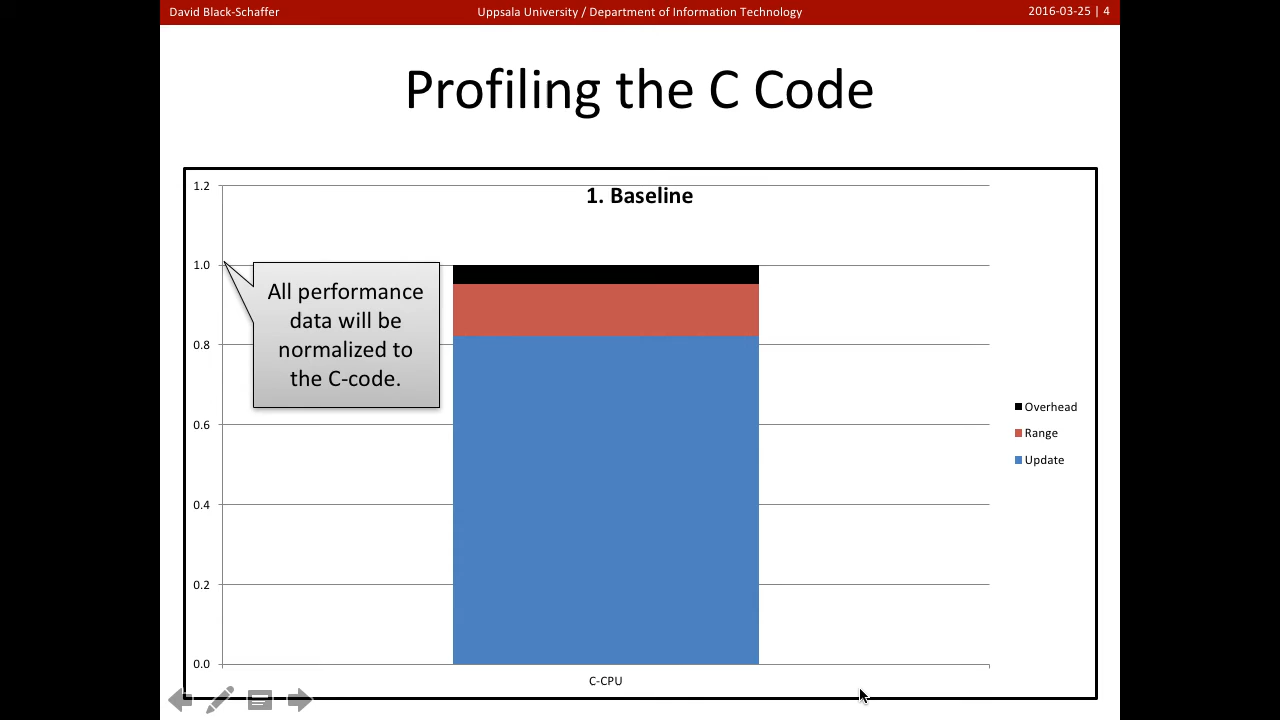 David Black-Schaffer
Uppsala University / Department of Information Technology
2016-03-25 | 4
Profiling the C Code
1. Baseline
1.2
1.0
0.8
0.6
0.4
0.2
0.0
All performance
data will be
normalized to
the C-code.
Overhead
Range
Update
C-CPU